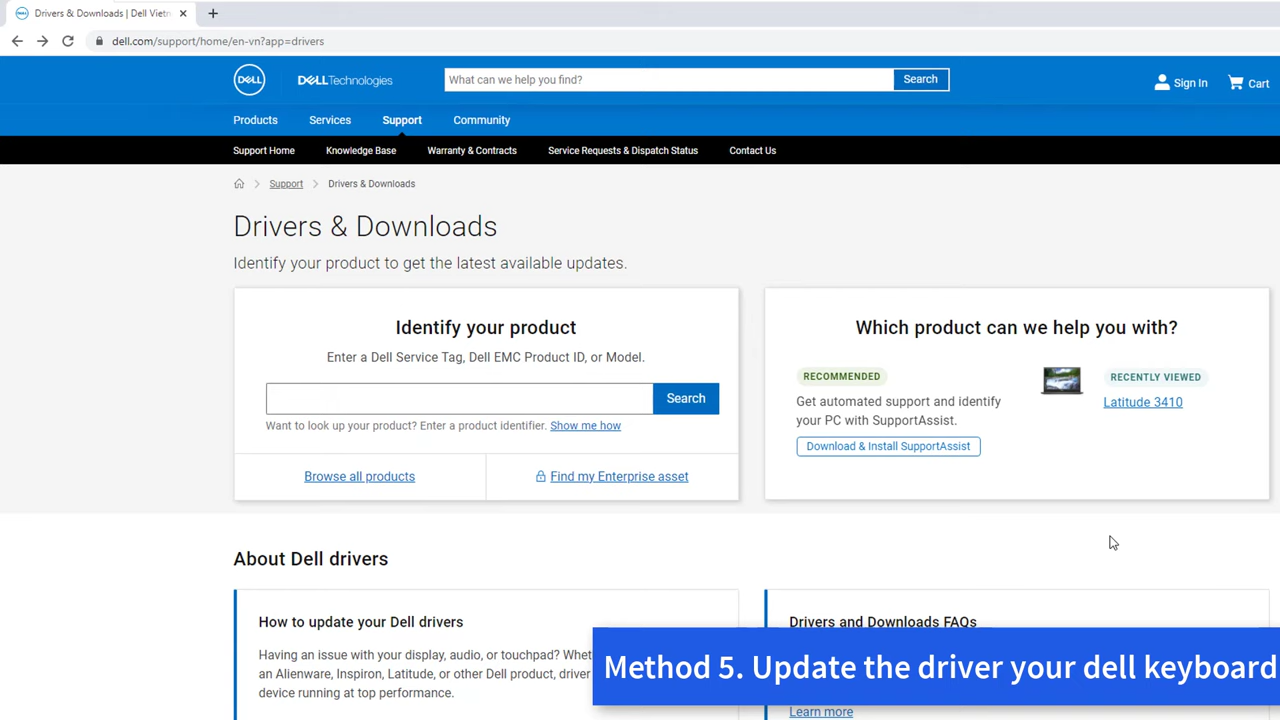 Drivers & Downloads | Dell Vietn
dell.com/support/home/en-vn?app=drivers
DELL
DELLTechnologies
What can we help you find?
Search
Sign In
Cart
Products
Services
Support
Community
Support Home
Knowledge Base
Warranty & Contracts
Service Requests & Dispatch Status
Contact Us
Support
Drivers & Downloads
Drivers & Downloads
Identify your product to get the latest available updates.
Identify your product
Enter a Dell Service Tag, Dell EMC Product ID, or Model.
Search
Want to look up your product? Enter a product identifier. Show me how
Browse all products
Find my Enterprise asset
Which product can we help you with?
RECOMMENDED
Get automated support and identify
your PC with SupportAssist.
Download & Install SupportAssist
RECENTLY VIEWED
Latitude 3410
About Dell drivers
How to update your Dell drivers
Having an issue with your display, audio, or touchpad?
an Alienware, Inspiron, Latitude, or other Dell product, driver
device running at top performance.
Drivers and Downloads FAQs
Learn more
Method 5. Update the driver your dell keyboard